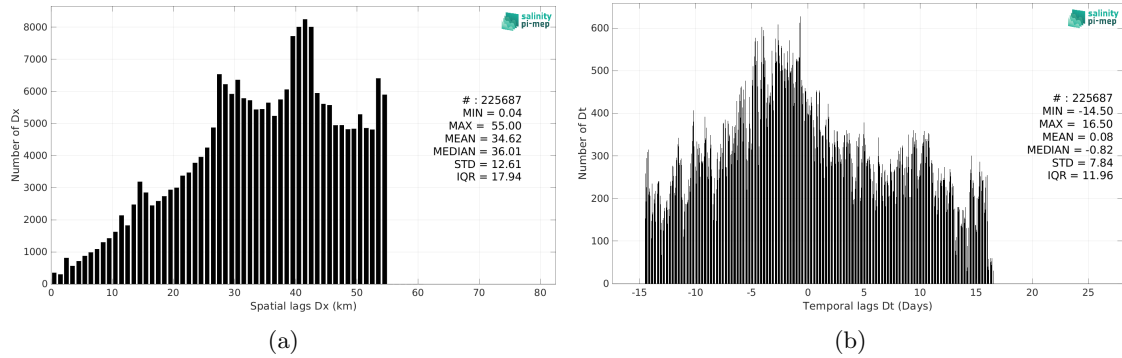 salinity
pi-mep
8000
7000
6000
5000
4000
3000
2000
1000
0
Number of Dx
# : 225687
MIN = 0.04
MAX = 55.00
MEAN = 34.62
MEDIAN = 36.01
STD = 12.61
IQR = 17.94
0 10 20 30 40 50 60 70 80
Spatial lags Dx (km)
(a)
salinity
pi-mep
600
500
400
300
200
100
0
Number of Dt
# : 225687
MIN = -14.50
MAX = 16.50
MEAN = 0.08
MEDIAN = -0.82
STD = 7.84
IQR = 11.96
-15 -10 -5 0 5 10 15 20 25
Temporal lags Dt (Days)
(b)